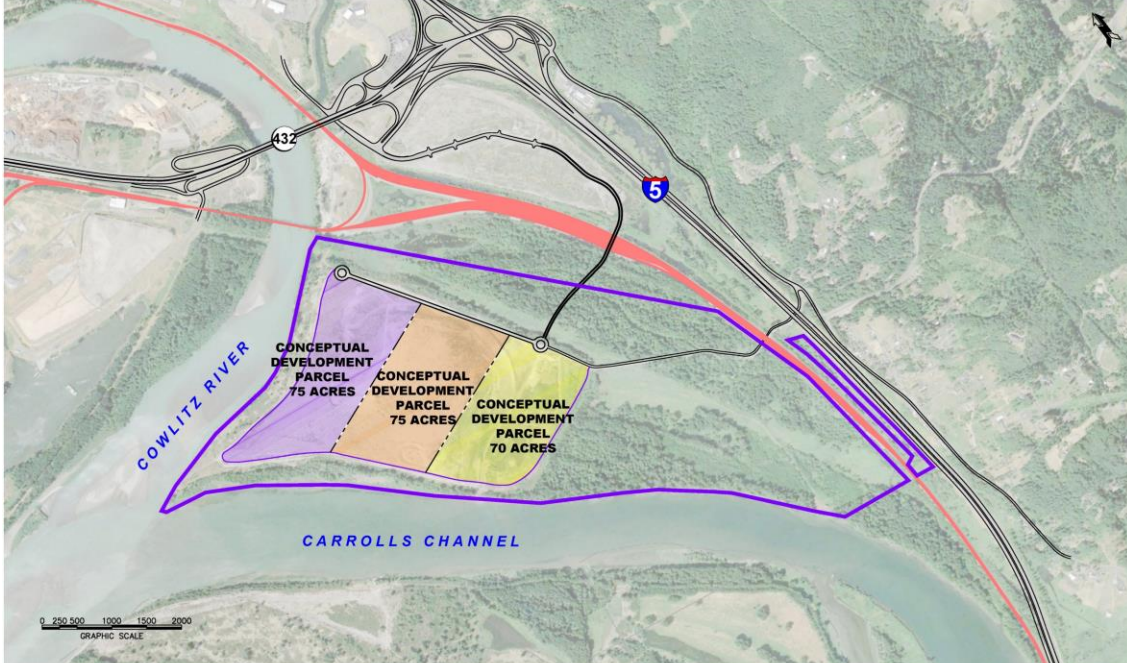 432
5
CONCEPTUAL
DEVELOPMENT
PARCEL
75 ACRES
CONCEPTUAL
DEVELOPMENT
PARCEL
75 ACRES
CONCEPTUAL
DEVELOPMENT
PARCEL
70 ACRES
COWLITZ RIVER
CARROLLS CHANNEL
0 250 500 1000 1500 2000
GRAPHIC SCALE